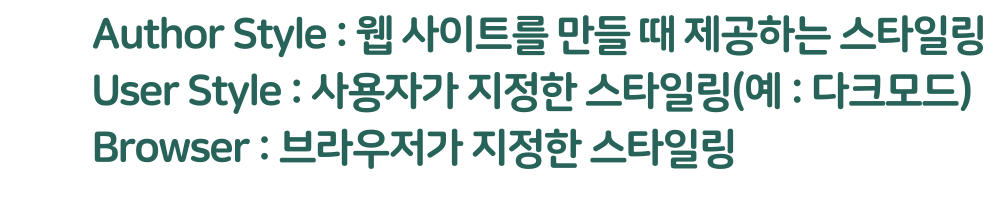 Author Style : 웹 사이트를 만들 때 제공하는 스타일링
User Style : 사용자가 지정한 스타일링(예 : 다크모드)
Browser : 브라우저가 지정한 스타일링